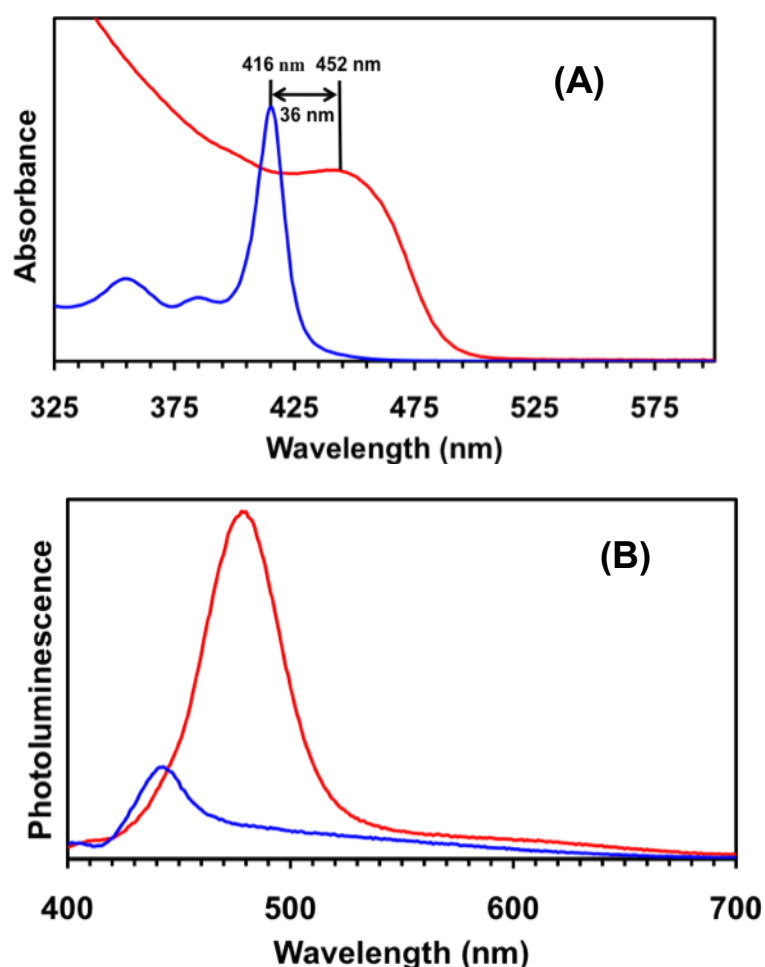 416 nm 452 nm
(A)
36 nm
Absorbance
325 375 425 475 525 575
Wavelength (nm)
(B)
Photoluminescence
400 500 600 700
Wavelength (nm)